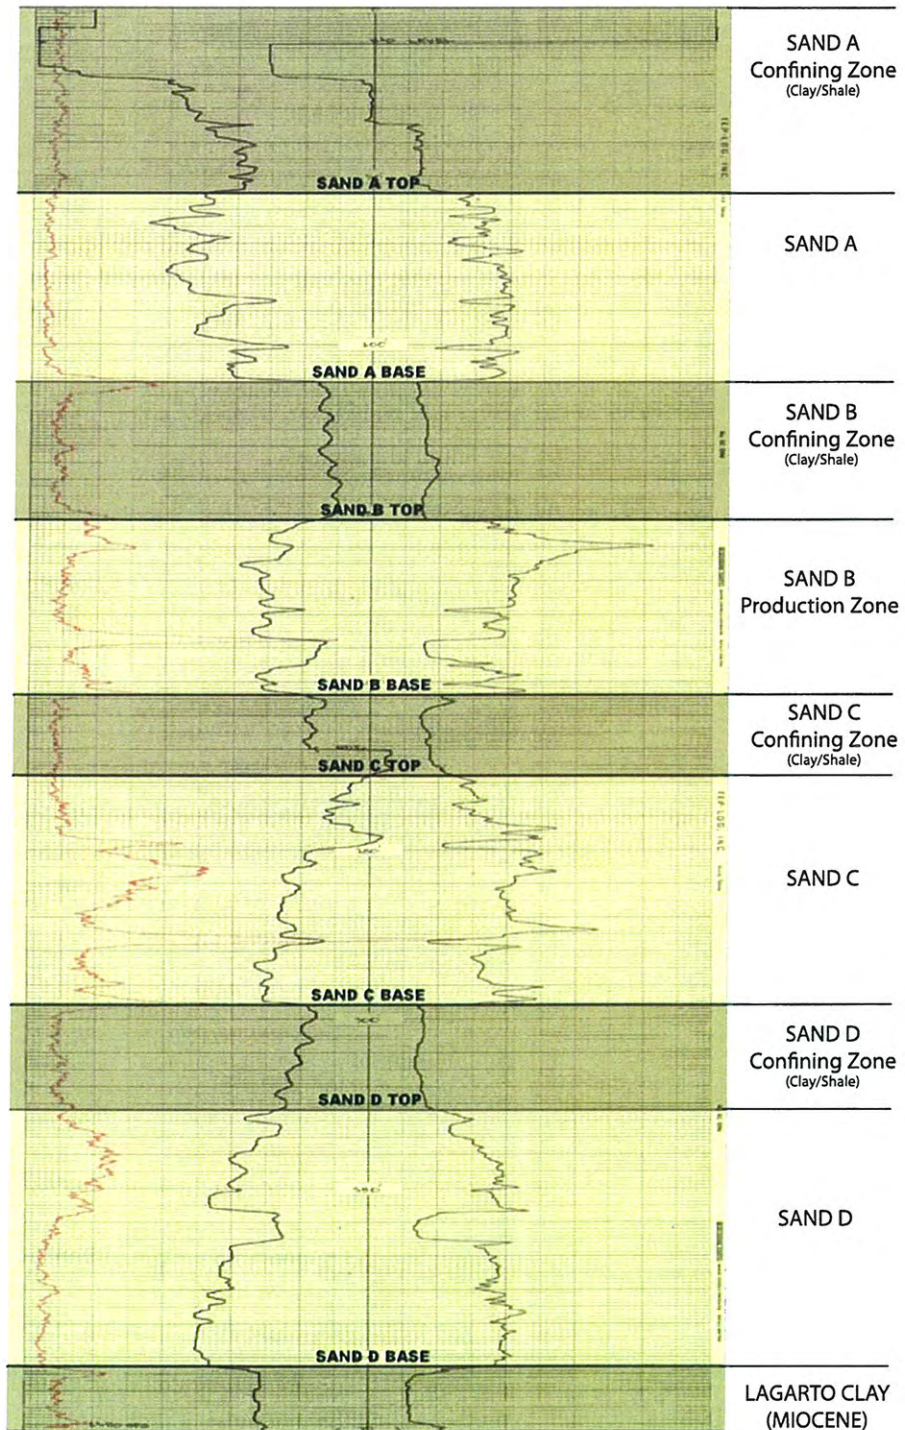 SAND A
Confining Zone
(Clay/Shale)
SAND A TOP
SAND A
SAND A BASE
SAND B
Confining Zone
(Clay/Shale)
SAND B TOP
SAND B
Production Zone
SAND B BASE
SAND C
Confining Zone
(Clay/Shale)
SAND C TOP
SAND C
SAND C BASE
SAND D
Confining Zone
(Clay/Shale)
SAND D TOP
SAND D
SAND D BASE
LAGARTO CLAY
(MIOCENE)